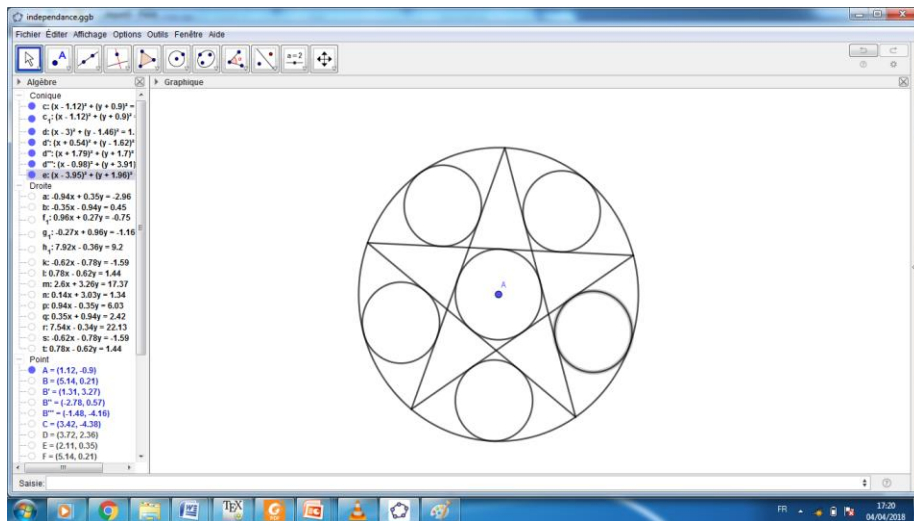 independance.ggb
Fichier Éditer Affichage Options Outils Fenêtre Aide
A
a = 2
Algèbre
Graphique
Conique
c: (x - 1.12)² + (y + 0.9)² =
c₁: (x - 1.12)² + (y + 0.9)²
d: (x - 3)² + (y - 1.46)² = 1.
d': (x + 0.54)² + (y - 1.62)²
d'': (x + 1.79)² + (y + 1.7)²
d''': (x - 0.98)² + (y + 3.91)
e: (x - 3.95)² + (y + 1.96)²
Droite
a: -0.94x + 0.35y = -2.96
b: -0.35x - 0.94y = 0.45
f₁: 0.96x + 0.27y = -0.75
g₁: -0.27x + 0.96y = -1.16
h₁: 7.92x - 0.36y = 9.2
k: -0.62x - 0.78y = -1.59
l: 0.78x - 0.62y = 1.44
m: 2.6x + 3.26y = 17.37
n: 0.14x + 3.03y = 1.34
p: 0.94x - 0.35y = 6.03
q: 0.35x + 0.94y = 2.42
r: 7.54x - 0.34y = 22.13
s: -0.62x - 0.78y = -1.59
t: 0.78x - 0.62y = 1.44
Point
A = (1.12, -0.9)
B = (5.14, 0.21)
B' = (1.31, 3.27)
B'' = (-2.78, 0.57)
B''' = (-1.48, -4.16)
C = (3.42, -4.38)
D = (3.72, 2.36)
E = (2.11, 0.35)
F = (5.14, 0.21)
A
Saisie:
TEX
FR
17:20
04/04/2018